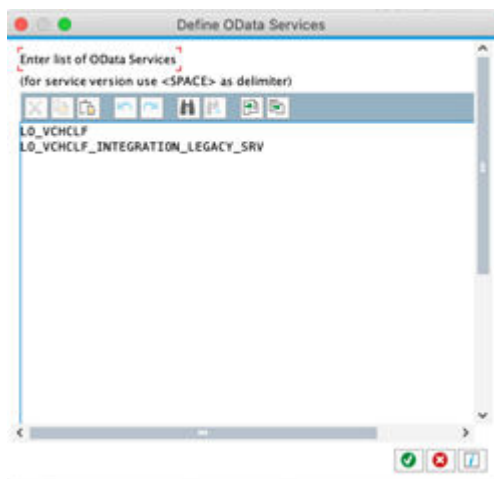 Define OData Services
Enter list of OData Services
(for service version use <SPACE> as delimiter)
LO_VCHCLF
LO_VCHCLF_INTEGRATION_LEGACY_SRV